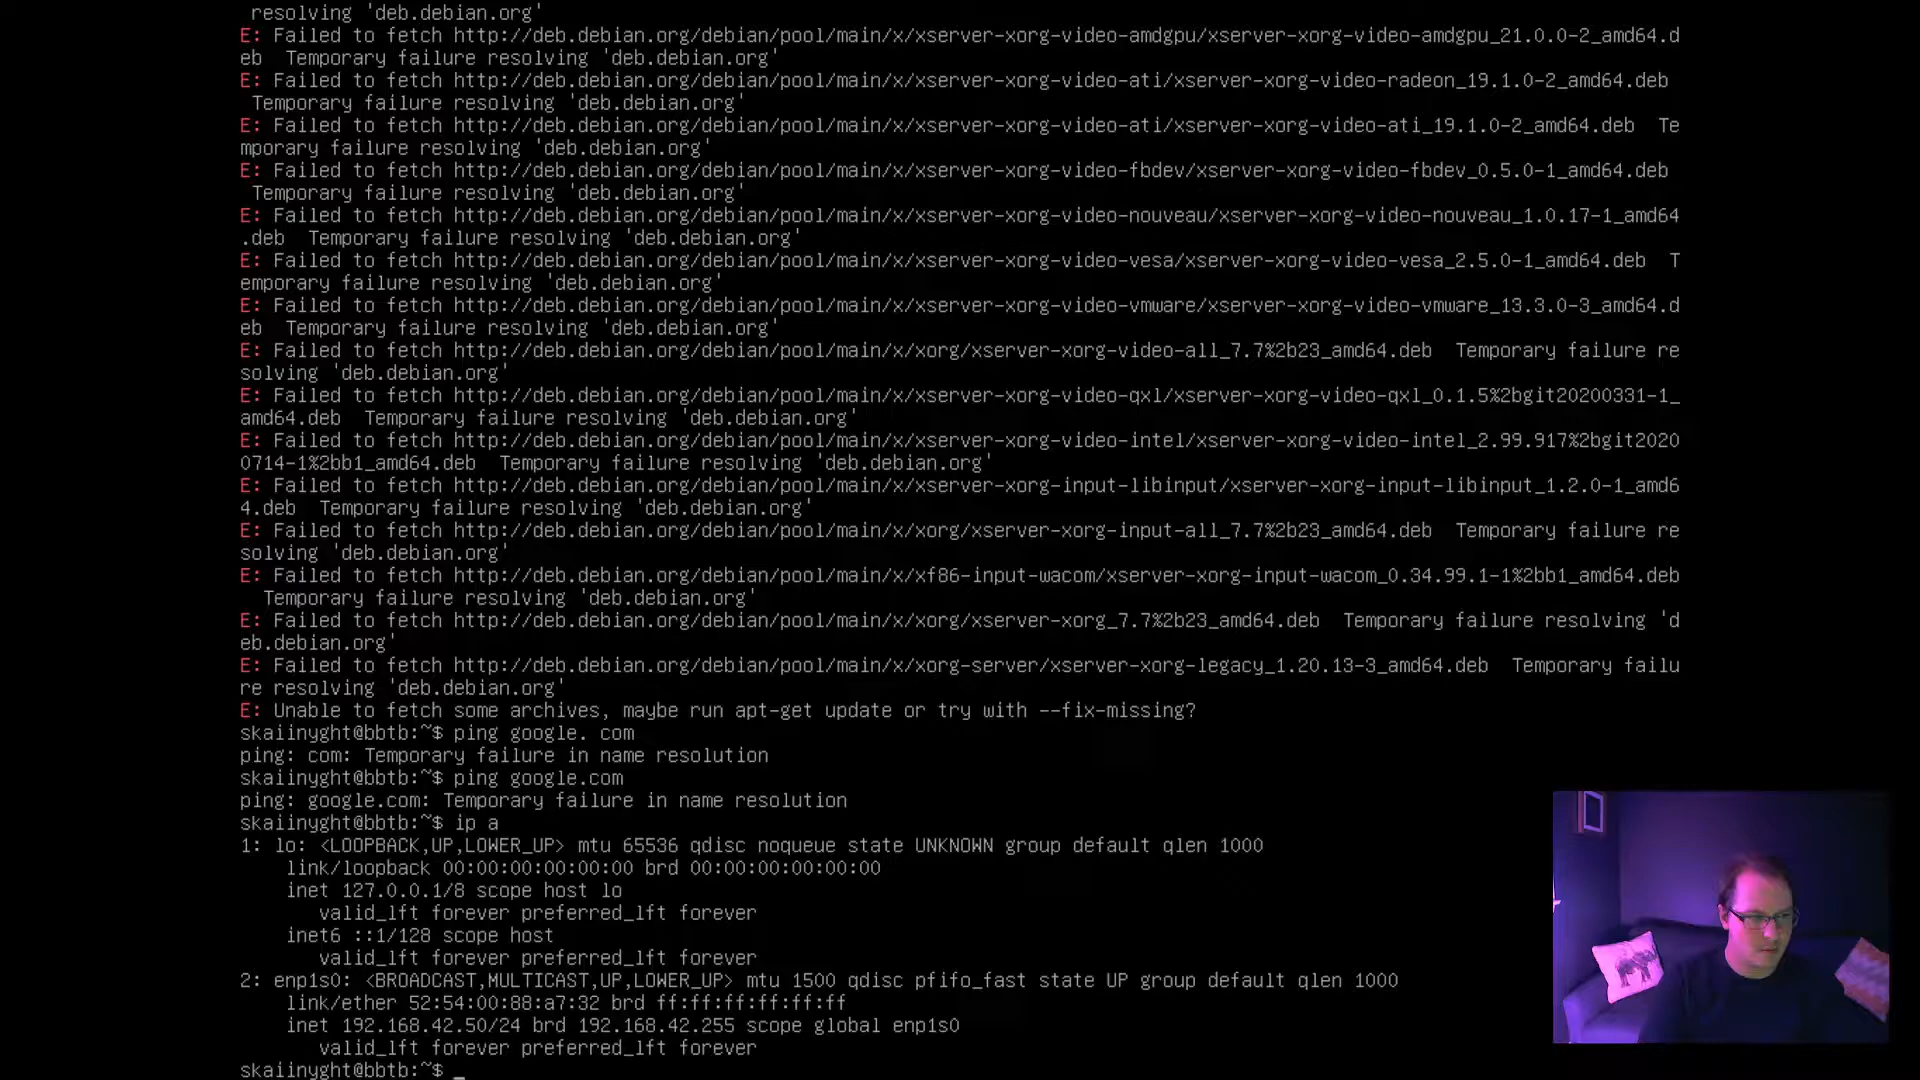 resolving 'deb.debian.org'
E: Failed to fetch http://deb.debian.org/debian/pool/main/x/xserver-xorg-video-amdgpu/xserver-xorg-video-amdgpu_21.0.0-2_amd64.d
eb  Temporary failure resolving 'deb.debian.org'
E: Failed to fetch http://deb.debian.org/debian/pool/main/x/xserver-xorg-video-ati/xserver-xorg-video-radeon_19.1.0-2_amd64.deb
Temporary failure resolving 'deb.debian.org'
E: Failed to fetch http://deb.debian.org/debian/pool/main/x/xserver-xorg-video-ati/xserver-xorg-video-ati_19.1.0-2_amd64.deb  Te
mporary failure resolving 'deb.debian.org'
E: Failed to fetch http://deb.debian.org/debian/pool/main/x/xserver-xorg-video-fbdev/xserver-xorg-video-fbdev_0.5.0-1_amd64.deb
Temporary failure resolving 'deb.debian.org'
E: Failed to fetch http://deb.debian.org/debian/pool/main/x/xserver-xorg-video-nouveau/xserver-xorg-video-nouveau_1.0.17-1_amd64
.deb  Temporary failure resolving 'deb.debian.org'
E: Failed to fetch http://deb.debian.org/debian/pool/main/x/xserver-xorg-video-vesa/xserver-xorg-video-vesa_2.5.0-1_amd64.deb  T
emporary failure resolving 'deb.debian.org'
E: Failed to fetch http://deb.debian.org/debian/pool/main/x/xserver-xorg-video-vmware/xserver-xorg-video-vmware_13.3.0-3_amd64.d
eb  Temporary failure resolving 'deb.debian.org'
E: Failed to fetch http://deb.debian.org/debian/pool/main/x/xorg/xserver-xorg-video-all_7.7%2b23_amd64.deb  Temporary failure re
solving 'deb.debian.org'
E: Failed to fetch http://deb.debian.org/debian/pool/main/x/xserver-xorg-video-qxl/xserver-xorg-video-qxl_0.1.5%2bgit20200331-1_
amd64.deb  Temporary failure resolving 'deb.debian.org'
E: Failed to fetch http://deb.debian.org/debian/pool/main/x/xserver-xorg-video-intel/xserver-xorg-video-intel_2.99.917%2bgit2020
0714-1%2bb1_amd64.deb  Temporary failure resolving 'deb.debian.org'
E: Failed to fetch http://deb.debian.org/debian/pool/main/x/xserver-xorg-input-libinput/xserver-xorg-input-libinput_1.2.0-1_amd6
4.deb  Temporary failure resolving 'deb.debian.org'
E: Failed to fetch http://deb.debian.org/debian/pool/main/x/xorg/xserver-xorg-input-all_7.7%2b23_amd64.deb  Temporary failure re
solving 'deb.debian.org'
E: Failed to fetch http://deb.debian.org/debian/pool/main/x/xf86-input-wacom/xserver-xorg-input-wacom_0.34.99.1-1%2bb1_amd64.deb
Temporary failure resolving 'deb.debian.org'
E: Failed to fetch http://deb.debian.org/debian/pool/main/x/xorg/xserver-xorg_7.7%2b23_amd64.deb  Temporary failure resolving 'd
eb.debian.org'
E: Failed to fetch http://deb.debian.org/debian/pool/main/x/xorg-server/xserver-xorg-legacy_1.20.13-3_amd64.deb  Temporary failu
re resolving 'deb.debian.org'
E: Unable to fetch some archives, maybe run apt-get update or try with --fix-missing?
skaiinyght@bbtb:~$ ping google. com
ping: com: Temporary failure in name resolution
skaiinyght@bbtb:~$ ping google.com
ping: google.com: Temporary failure in name resolution
skaiinyght@bbtb:~$ ip a
1: lo: <LOOPBACK,UP,LOWER_UP> mtu 65536 qdisc noqueue state UNKNOWN group default qlen 1000
link/loopback 00:00:00:00:00:00 brd 00:00:00:00:00:00
inet 127.0.0.1/8 scope host lo
valid_lft forever preferred_lft forever
inet6 ::1/128 scope host
valid_lft forever preferred_lft forever
2: enp1s0: <BROADCAST,MULTICAST,UP,LOWER_UP> mtu 1500 qdisc pfifo_fast state UP group default qlen 1000
link/ether 52:54:00:88:a7:32 brd ff:ff:ff:ff:ff:ff
inet 192.168.42.50/24 brd 192.168.42.255 scope global enp1s0
valid_lft forever preferred_lft forever
skaiinyght@bbtb:~$ _